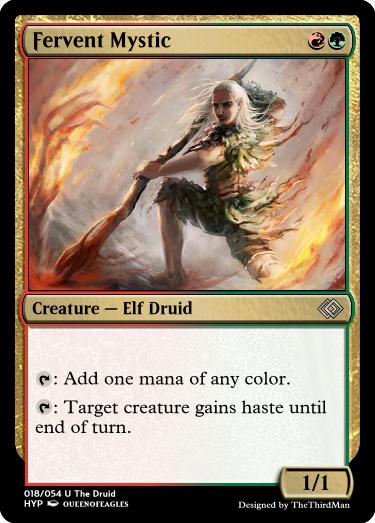 Fervent Mystic
Creature — Elf Druid
: Add one mana of any color.
: Target creature gains haste until
end of turn.
1/1
018/054 U The Druid
HYP QUEENOFEAGLES
Designed by TheThirdMan